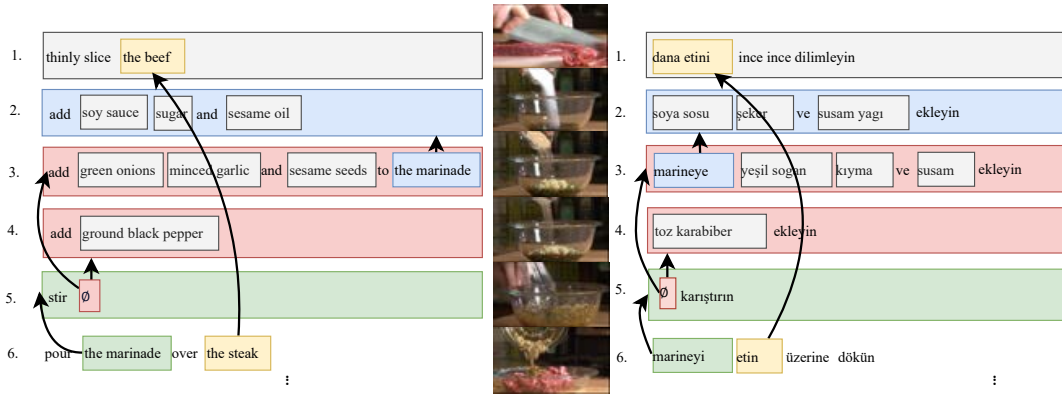 1. thinly slice the beef
2. add soy sauce sugar and sesame oil
3. add green onions minced garlic and sesame seeds to the marinade
4. add ground black pepper
5. stir ∅
6. pour the marinade over the steak
⋮
1. dana etini ince ince dilimleyin
2. soya sosu şeker ve susam yagı ekleyin
3. marineye yeşil sogan kıyma ve susam ekleyin
4. toz karabiber ekleyin
5. ∅ karıştırın
6. marineyi etin üzerine dökün
⋮